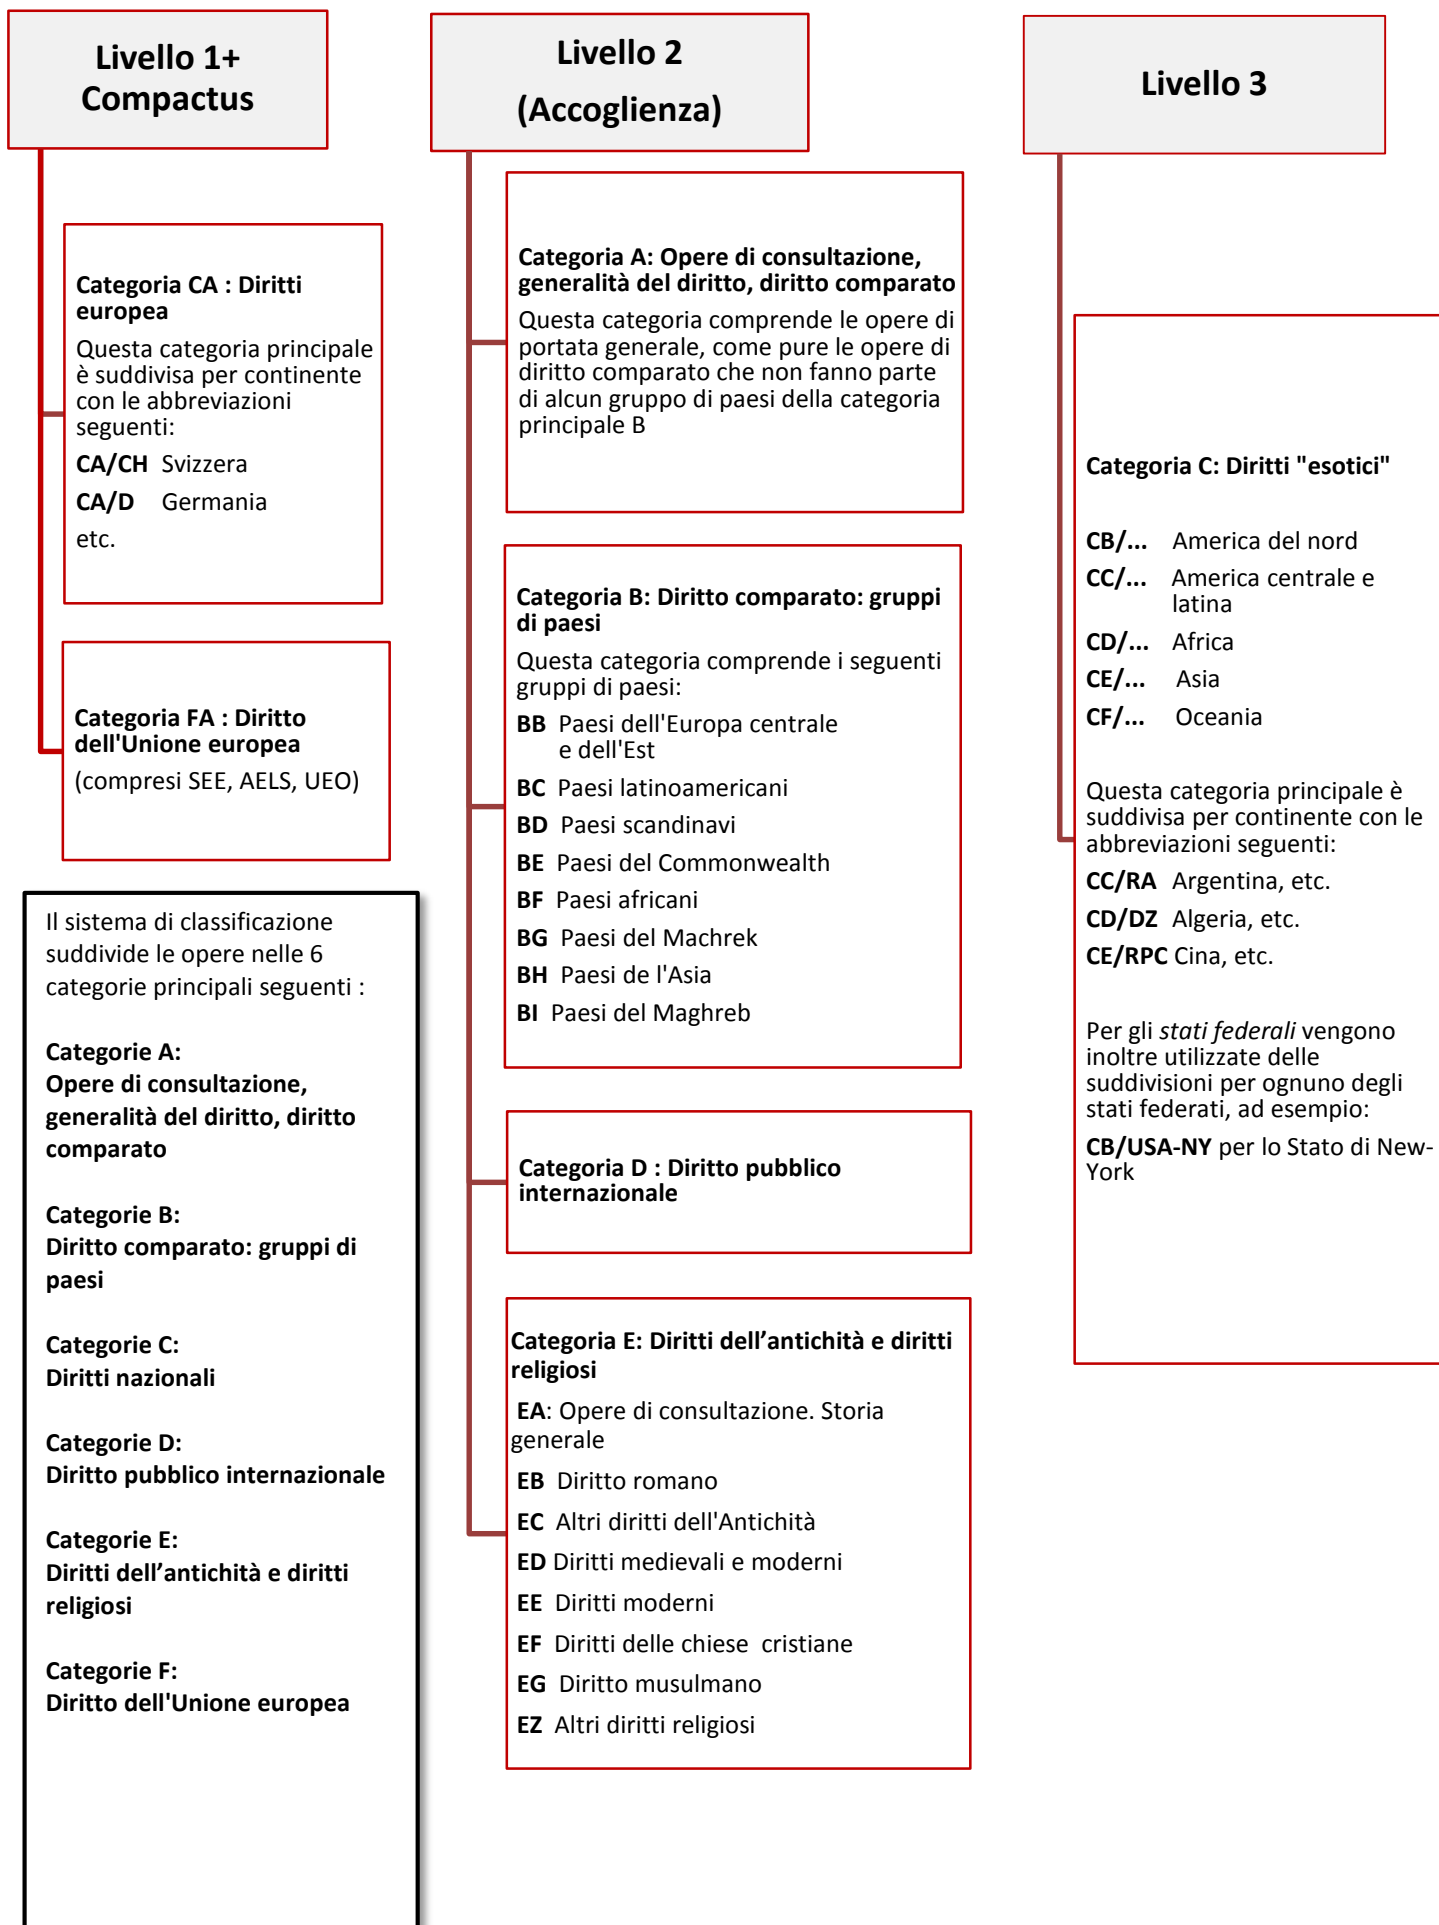 Livello 1+
Compactus
Categoria CA : Diritti
europea
Questa categoria principale
è suddivisa per continente
con le abbreviazioni
seguenti:
CA/CH Svizzera
CA/D Germania
etc.
Categoria FA : Diritto
dell'Unione europea
(compresi SEE, AELS, UEO)
Il sistema di classificazione
suddivide le opere nelle 6
categorie principali seguenti :
Categorie A:
Opere di consultazione,
generalità del diritto, diritto
comparato
Categorie B:
Diritto comparato: gruppi di
paesi
Categorie C:
Diritti nazionali
Categorie D:
Diritto pubblico internazionale
Categorie E:
Diritti dell’antichità e diritti
religiosi
Categorie F:
Diritto dell'Unione europea
Livello 2
(Accoglienza)
Categoria A: Opere di consultazione,
generalità del diritto, diritto comparato
Questa categoria comprende le opere di
portata generale, come pure le opere di
diritto comparato che non fanno parte
di alcun gruppo di paesi della categoria
principale B
Categoria B: Diritto comparato: gruppi
di paesi
Questa categoria comprende i seguenti
gruppi di paesi:
BB Paesi dell'Europa centrale
e dell'Est
BC Paesi latinoamericani
BD Paesi scandinavi
BE Paesi del Commonwealth
BF Paesi africani
BG Paesi del Machrek
BH Paesi de l'Asia
BI Paesi del Maghreb
Categoria D : Diritto pubblico
internazionale
Categoria E: Diritti dell’antichità e diritti
religiosi
EA: Opere di consultazione. Storia
generale
EB Diritto romano
EC Altri diritti dell'Antichità
ED Diritti medievali e moderni
EE Diritti moderni
EF Diritti delle chiese cristiane
EG Diritto musulmano
EZ Altri diritti religiosi
Livello 3
Categoria C: Diritti "esotici"
CB/... America del nord
CC/... America centrale e
latina
CD/... Africa
CE/... Asia
CF/... Oceania
Questa categoria principale è
suddivisa per continente con le
abbreviazioni seguenti:
CC/RA Argentina, etc.
CD/DZ Algeria, etc.
CE/RPC Cina, etc.
Per gli stati federali vengono
inoltre utilizzate delle
suddivisioni per ognuno degli
stati federati, ad esempio:
CB/USA-NY per lo Stato di New-
York